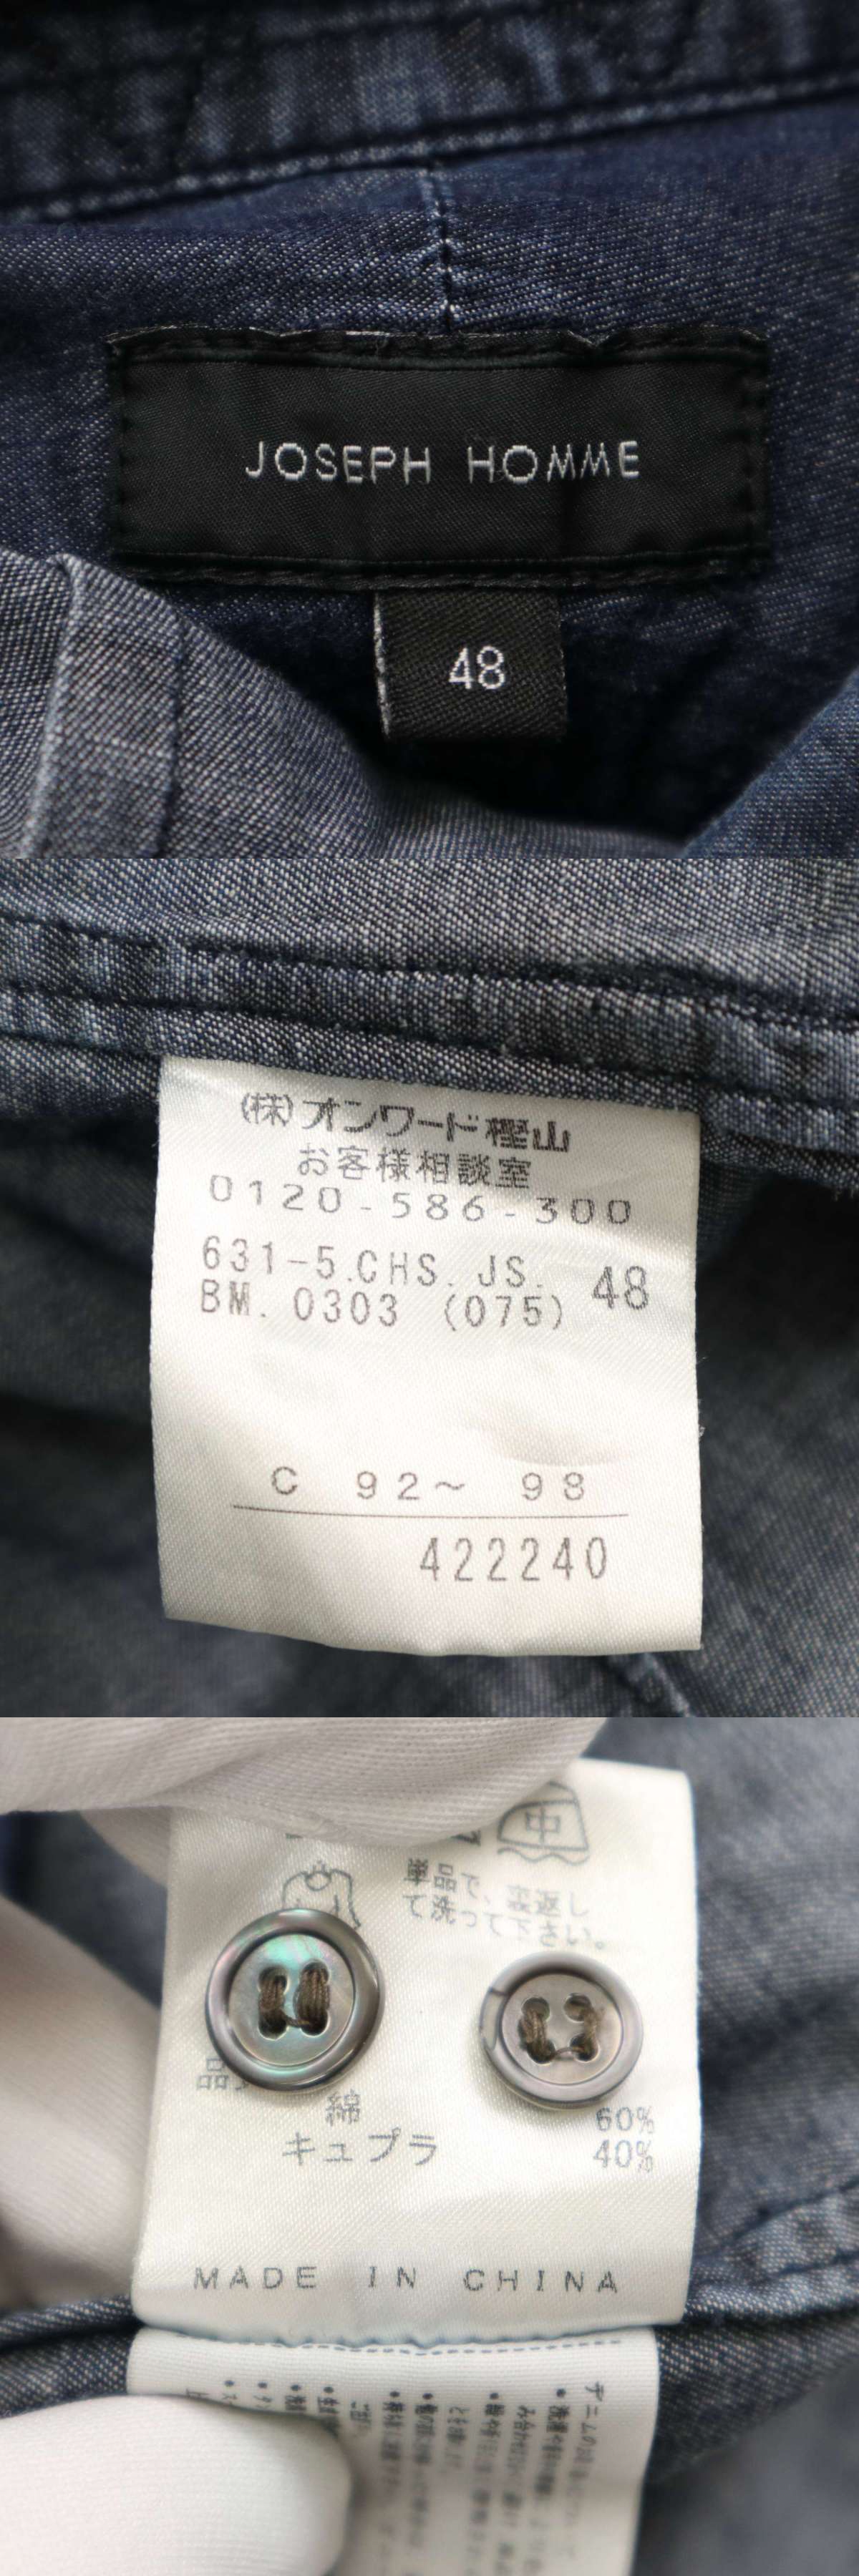 JOSEPH HOMME
48
(株)オンワード樫山
お客様相談室
0120-586-300
631-5.CHS.JS. 48
BM.0303 (075)
C 92~ 98
422240
中
単品で、裏返し
て洗って下さい。
綿 60%
キュプラ 40%
MADE IN CHINA